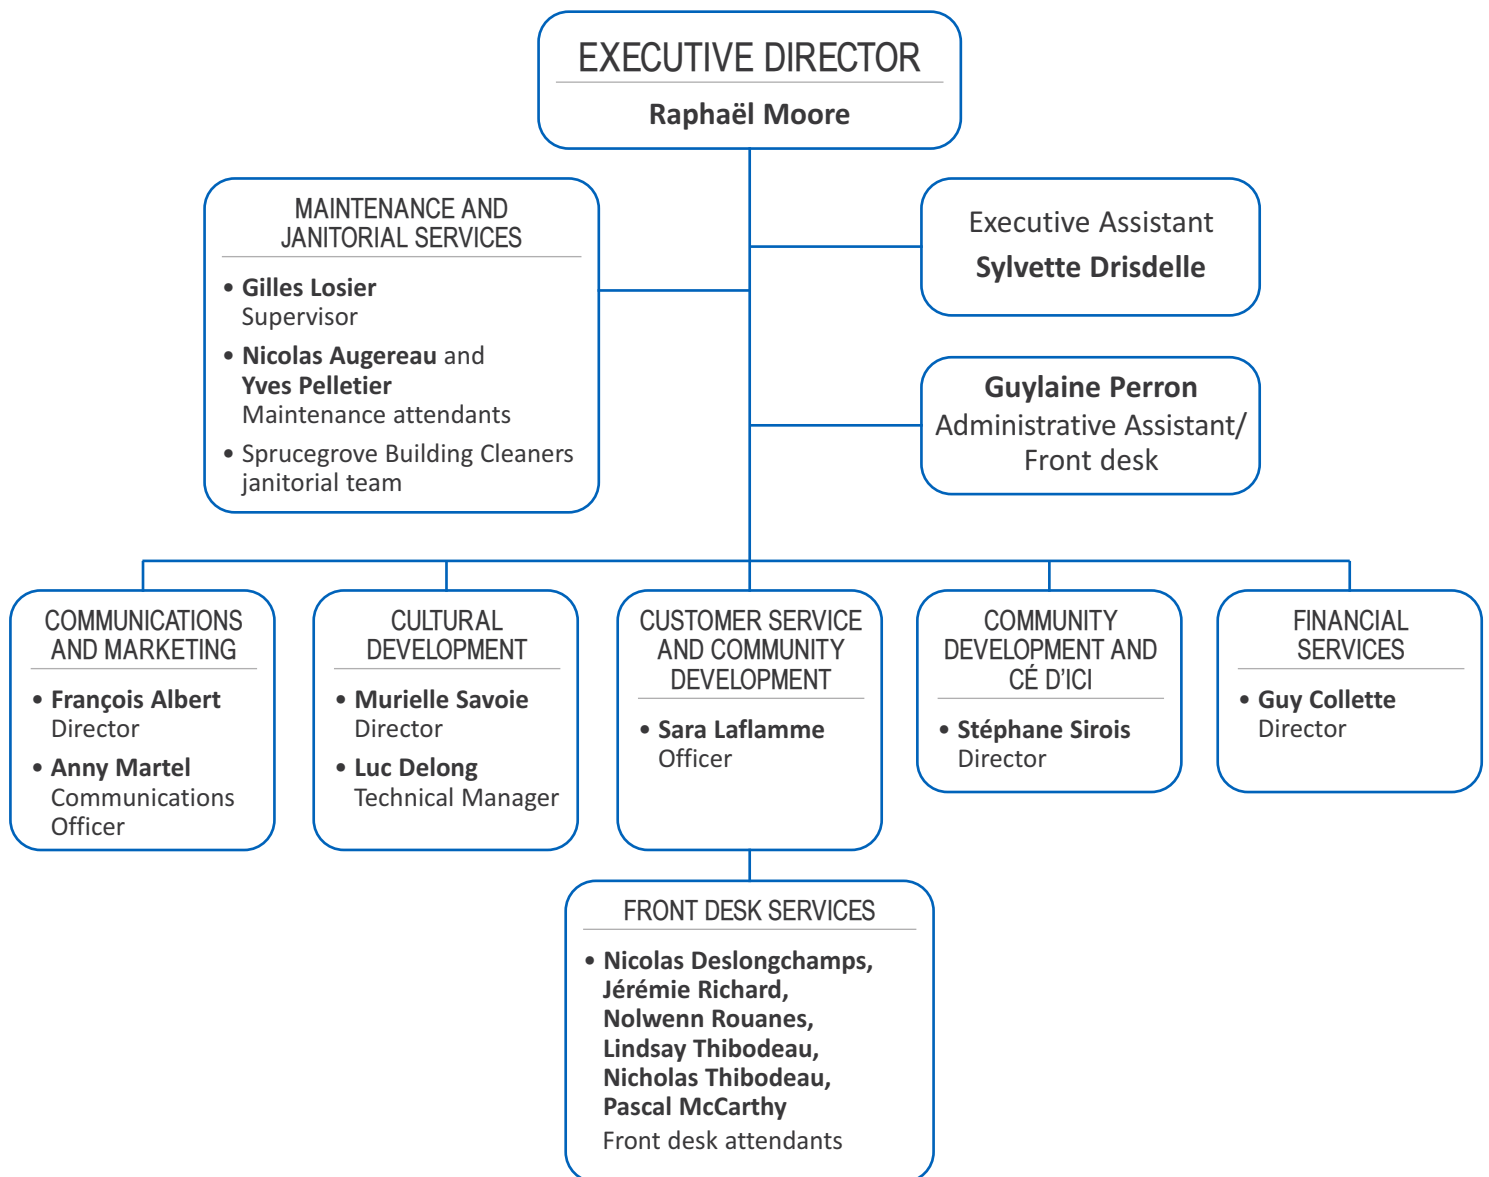 EXECUTIVE DIRECTOR
Raphaël Moore
MAINTENANCE AND
JANITORIAL SERVICES
• Gilles Losier
Supervisor
• Nicolas Augereau and
Yves Pelletier
Maintenance attendants
• Sprucegrove Building Cleaners
janitorial team
Executive Assistant
Sylvette Drisdelle
Guylaine Perron
Administrative Assistant/
Front desk
COMMUNICATIONS
AND MARKETING
• François Albert
Director
• Anny Martel
Communications
Officer
CULTURAL
DEVELOPMENT
• Murielle Savoie
Director
• Luc Delong
Technical Manager
CUSTOMER SERVICE
AND COMMUNITY
DEVELOPMENT
• Sara Laflamme
Officer
COMMUNITY
DEVELOPMENT AND
CÉ D'ICI
• Stéphane Sirois
Director
FINANCIAL
SERVICES
• Guy Collette
Director
FRONT DESK SERVICES
• Nicolas Deslongchamps,
Jérémie Richard,
Nolwenn Rouanes,
Lindsay Thibodeau,
Nicholas Thibodeau,
Pascal McCarthy
Front desk attendants